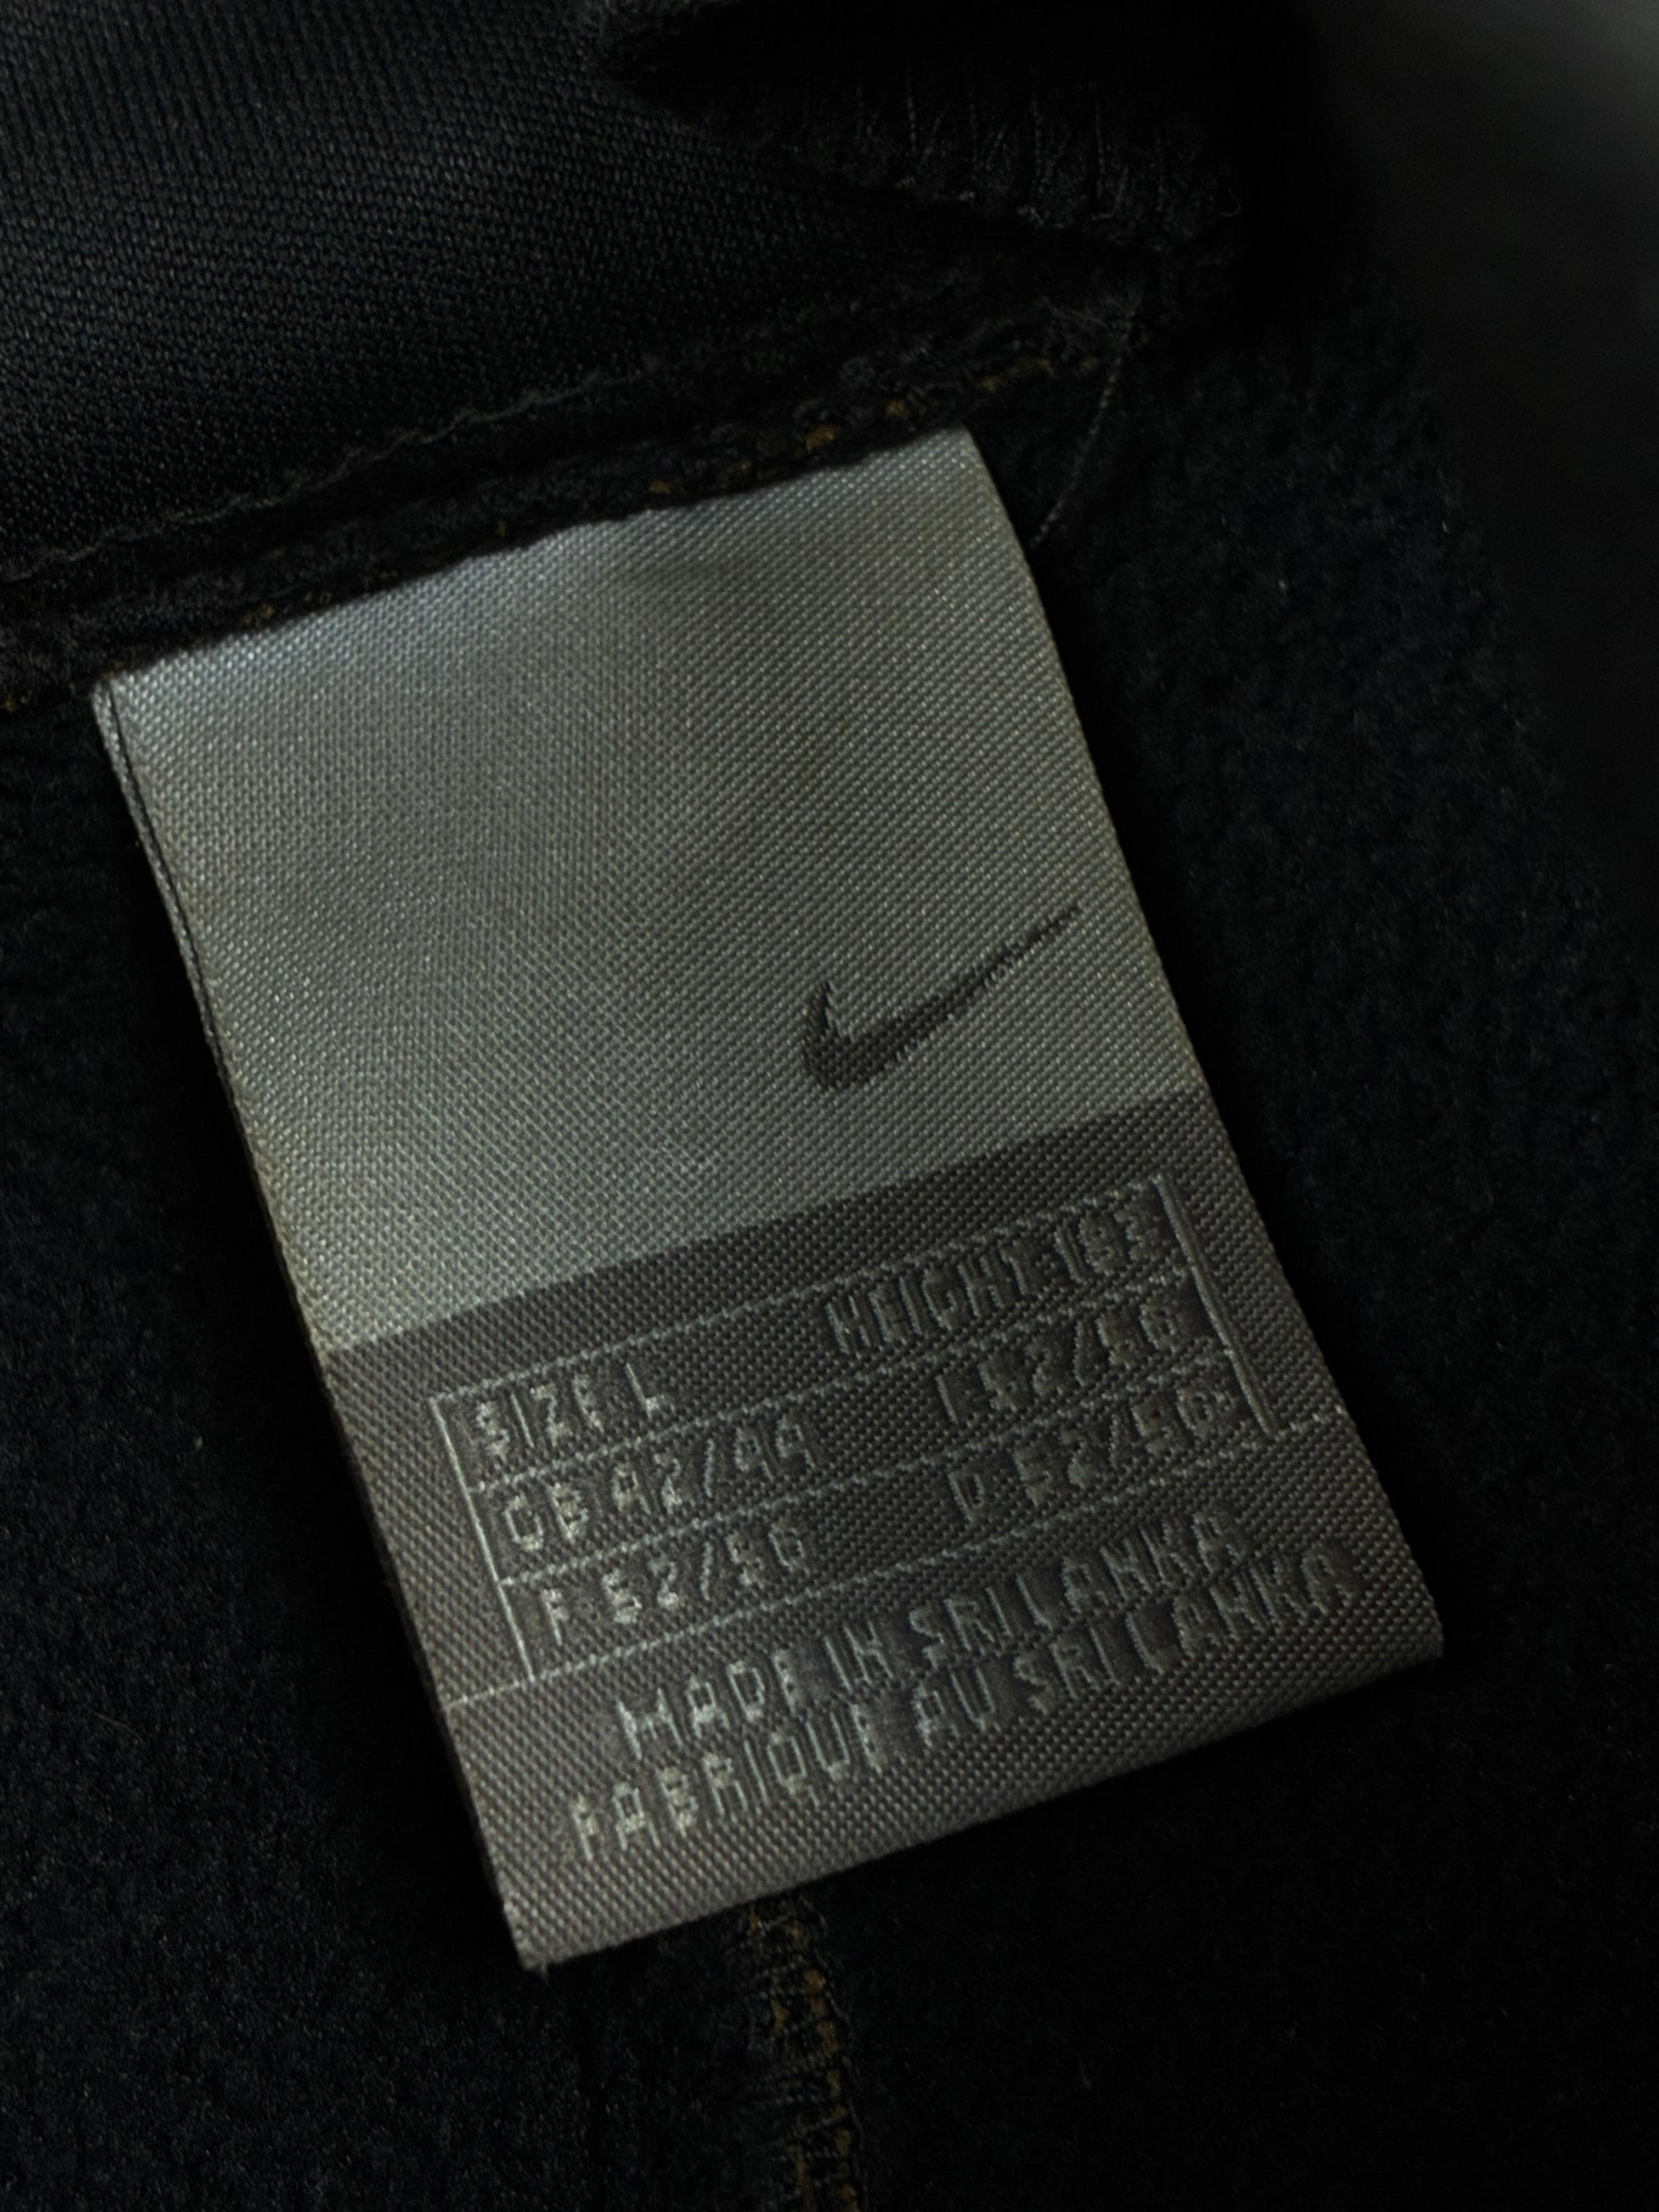 SIZE L HEIGHT 183
GB 42/44 I 52/56
F 52/56 D 52/56
MADE IN SRI LANKA
FABRIQUE AU SRI LANKA